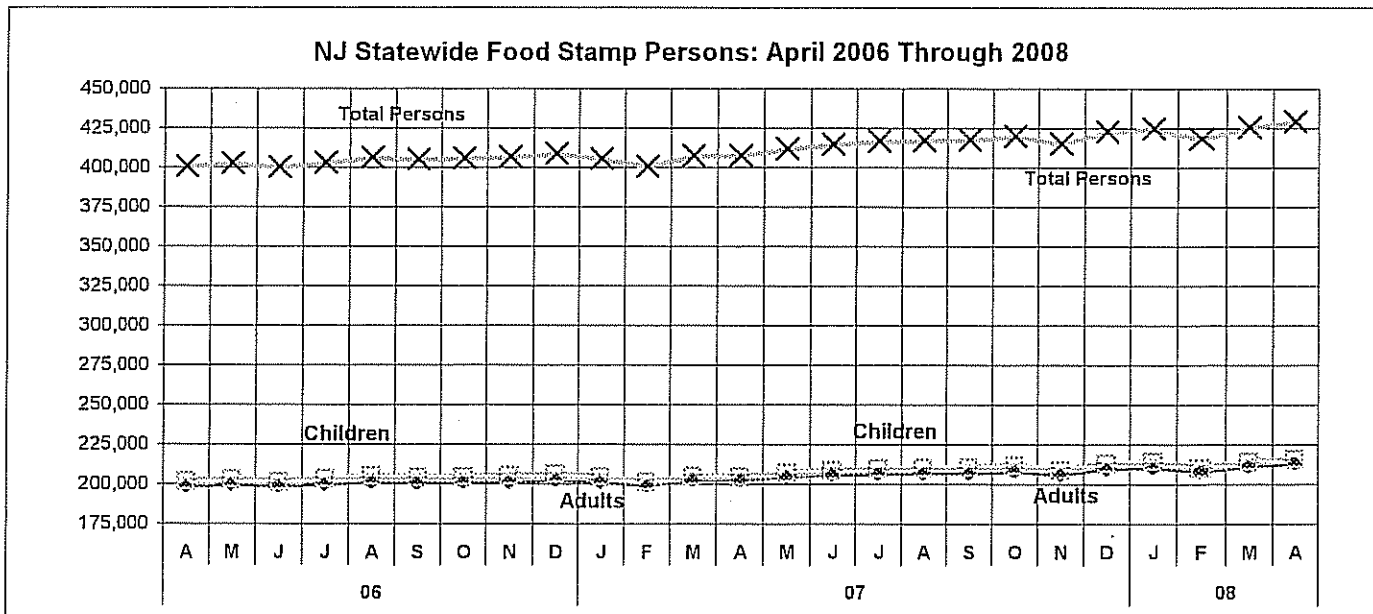 NJ Statewide Food Stamp Persons: April 2006 Through 2008
450,000
Total Persons
425,000
400,000
Total Persons
375,000
350,000
325,000
300,000
275,000
250,000
Children Children
225,000
200,000
Adults Adults
175,000
A M J J A S O N D J F M A M J J A S O N D J F M A
06 07 08